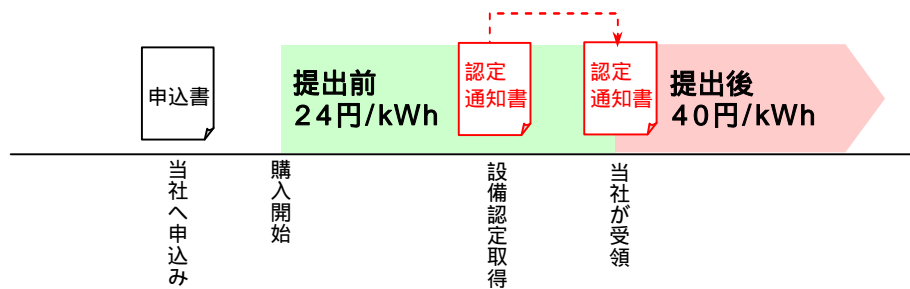 申込書
提出前
２４円/kWh
認定
通知書
認定
通知書
提出後
４０円/kWh
当社へ申込み
購入開始
設備認定取得
当社が受領